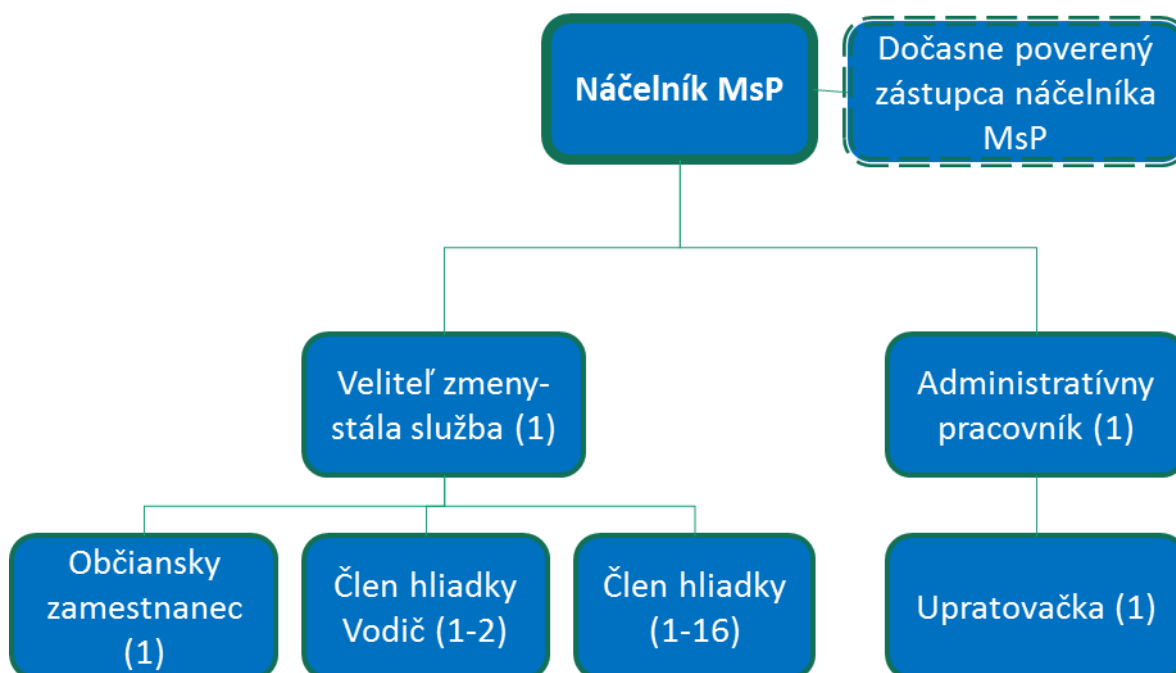 Náčelník MsP
Dočasne poverený
zástupca náčelníka
MsP
Veliteľ zmeny-
stála služba (1)
Administratívny
pracovník (1)
Občiansky
zamestnanec
(1)
Člen hliadky
Vodič (1-2)
Člen hliadky
(1-16)
Upratovačka (1)